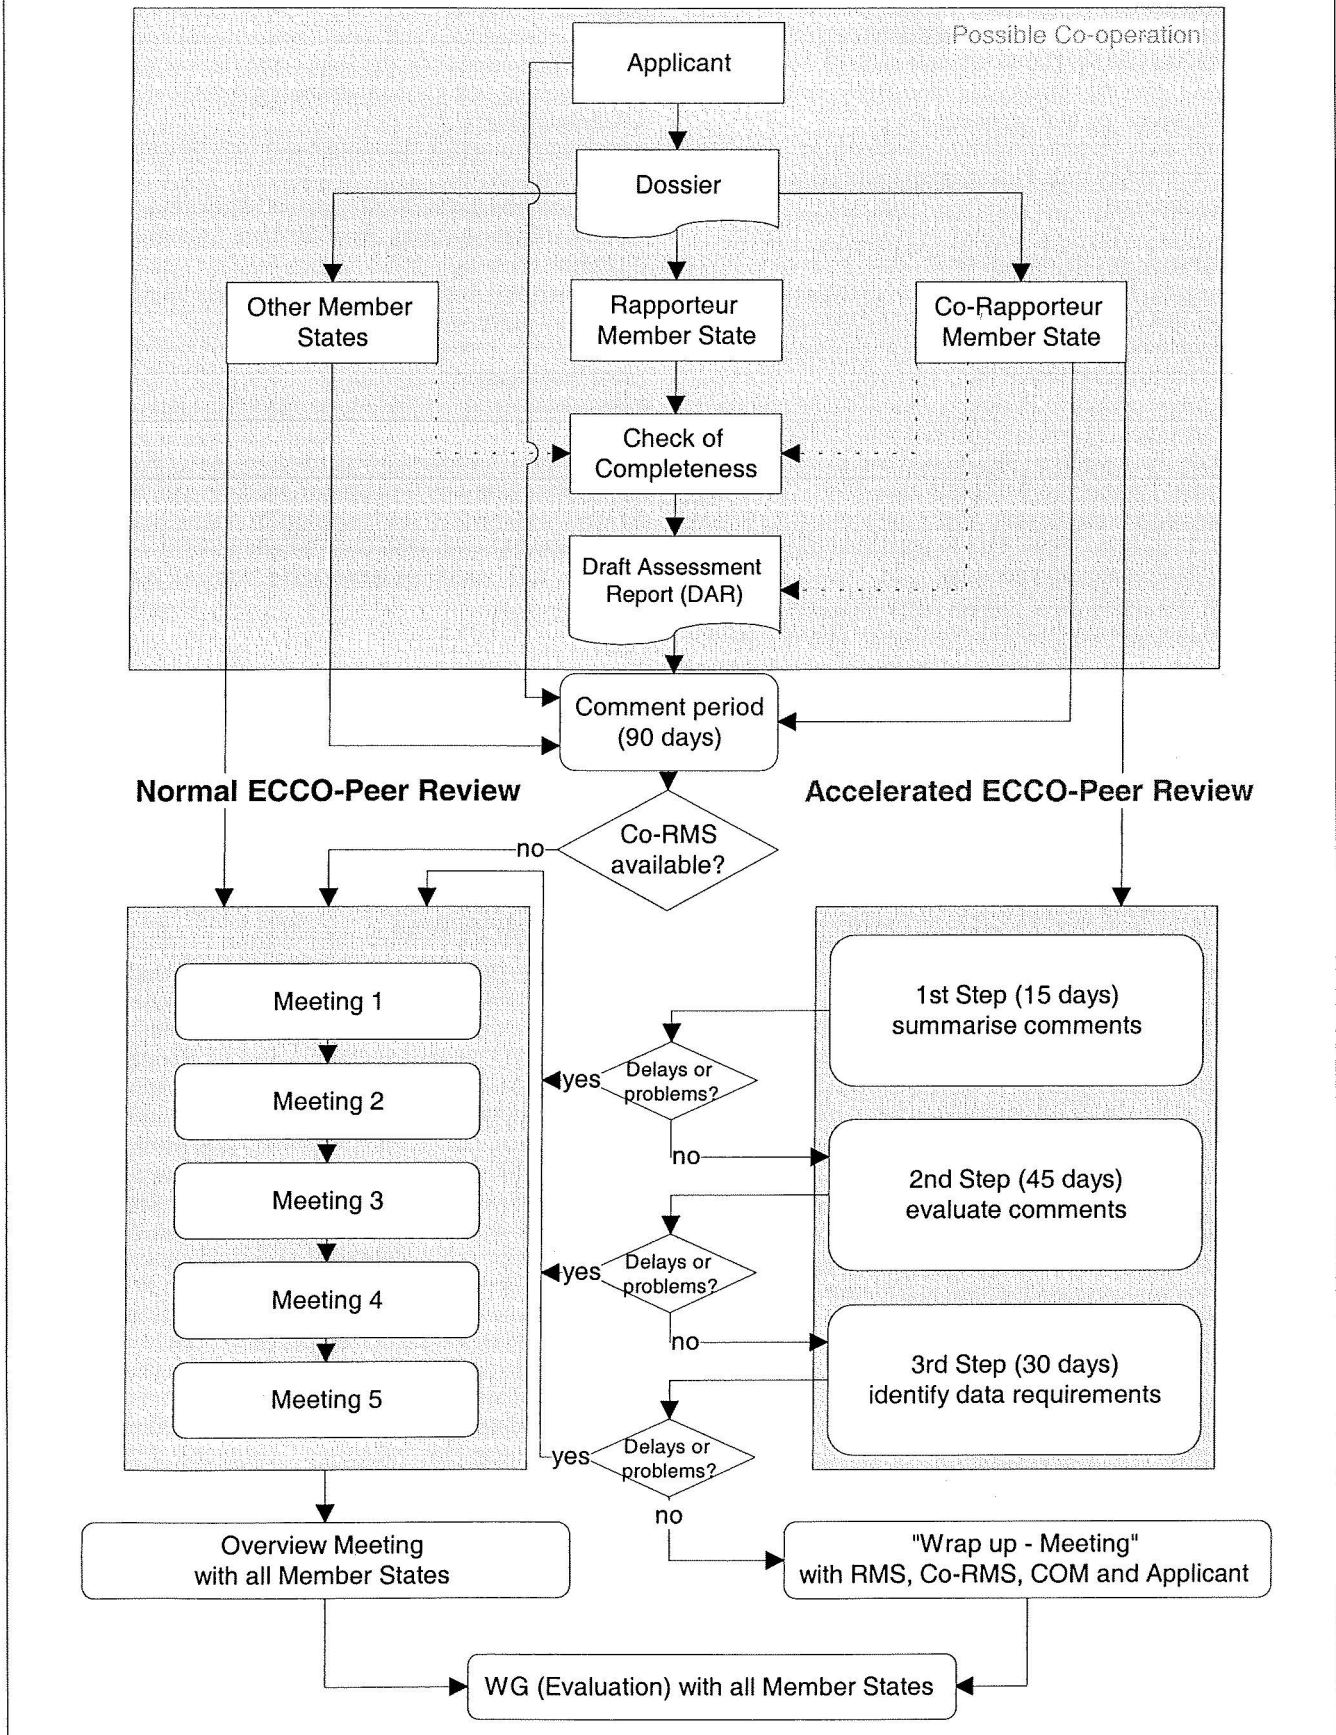 Possible Co-operation
Applicant
Dossier
Other Member
States
Rapporteur
Member State
Co-Rapporteur
Member State
Check of
Completeness
Draft Assessment
Report (DAR)
Comment period
(90 days)
Normal ECCO-Peer Review
Accelerated ECCO-Peer Review
Co-RMS
available?
no
Meeting 1
Meeting 2
Meeting 3
Meeting 4
Meeting 5
1st Step (15 days)
summarise comments
Delays or
problems?
yes
no
2nd Step (45 days)
evaluate comments
Delays or
problems?
yes
no
3rd Step (30 days)
identify data requirements
Delays or
problems?
yes
no
Overview Meeting
with all Member States
"Wrap up - Meeting"
with RMS, Co-RMS, COM and Applicant
WG (Evaluation) with all Member States